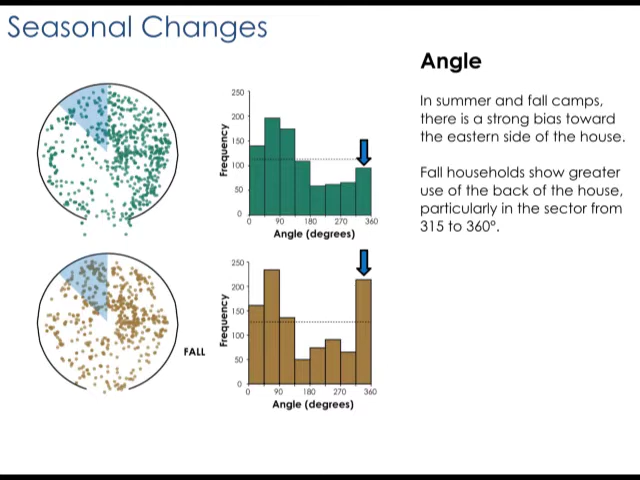 Seasonal Changes
Angle
In summer and fall camps,
there is a strong bias toward
the eastern side of the house.
Fall households show greater
use of the back of the house,
particularly in the sector from
315 to 360°.
250
200
150
100
50
0
Frequency
0 90 180 270 360
Angle (degrees)
FALL
250
200
150
100
50
0
Frequency
0 90 180 270 360
Angle (degrees)